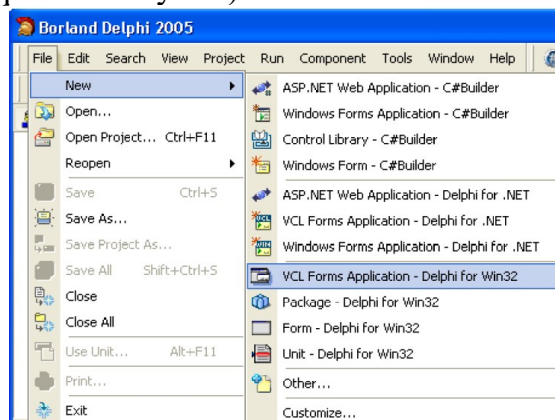 Borland Delphi 2005
File Edit Search View Project Run Component Tools Window Help
New
Open...
Open Project... Ctrl+F11
Reopen
Save Ctrl+S
Save As...
Save Project As...
Save All Shift+Ctrl+S
Close
Close All
Use Unit... Alt+F11
Print...
Exit
ASP.NET Web Application - C#Builder
Windows Forms Application - C#Builder
Control Library - C#Builder
Windows Form - C#Builder
ASP.NET Web Application - Delphi for .NET
VCL Forms Application - Delphi for .NET
Windows Forms Application - Delphi for .NET
VCL Forms Application - Delphi for Win32
Package - Delphi for Win32
Form - Delphi for Win32
Unit - Delphi for Win32
Other...
Customize...